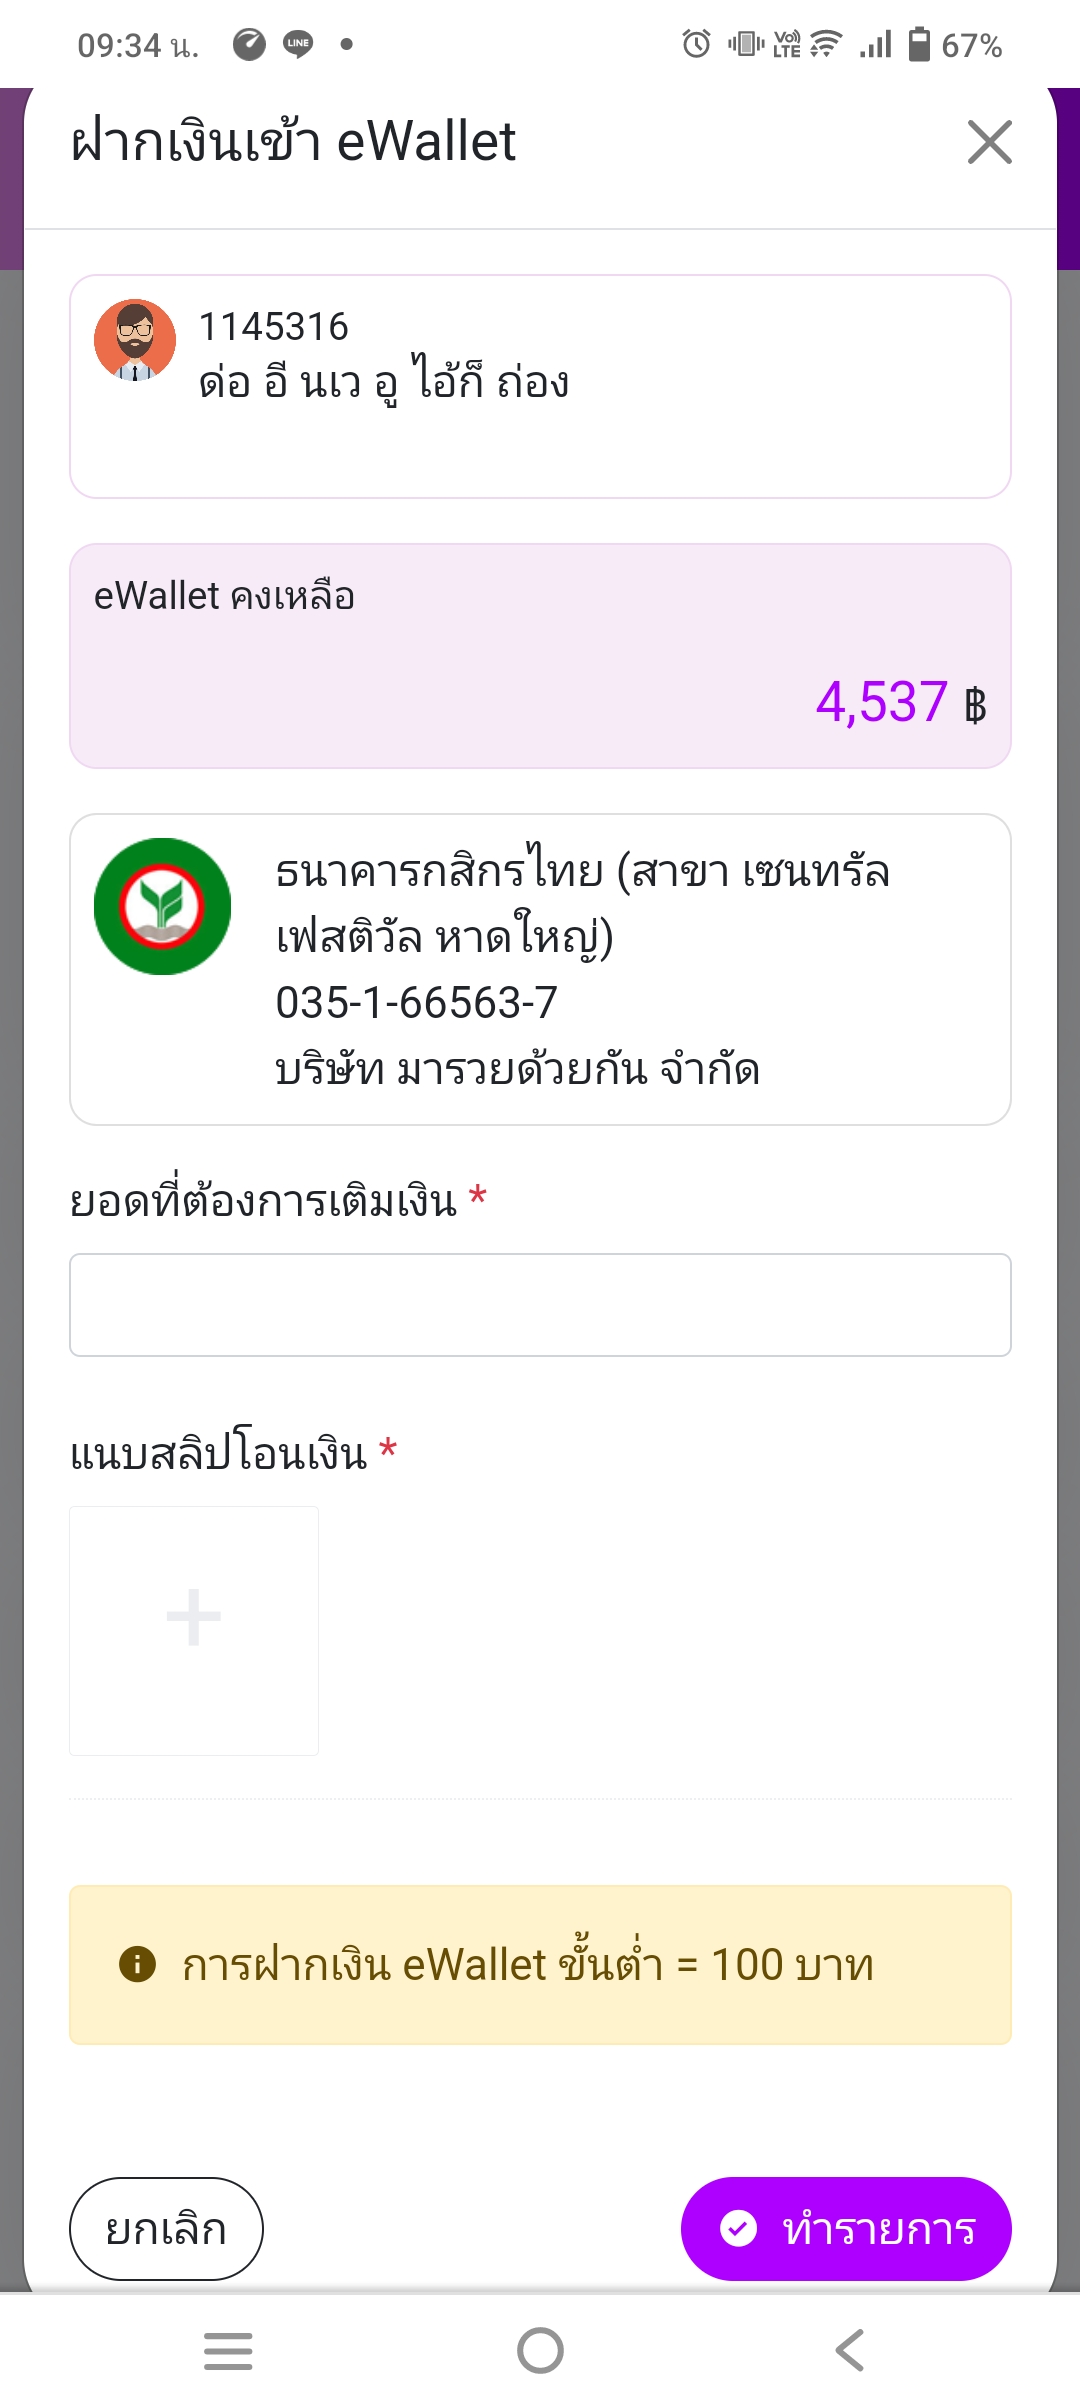 09:34 น.
LINE
Vo)) LTE
67%
ฝากเงินเข้า eWallet
1145316
ด่อ อี นเว อู ไอ้ก็ ถ่อง
eWallet คงเหลือ
4,537 ฿
ธนาคารกสิกรไทย (สาขา เซนทรัล
เฟสติวัล หาดใหญ่)
035-1-66563-7
บริษัท มารวยด้วยกัน จำกัด
ยอดที่ต้องการเติมเงิน *
แนบสลิปโอนเงิน *
การฝากเงิน eWallet ขั้นต่ำ = 100 บาท
ยกเลิก
ทำรายการ